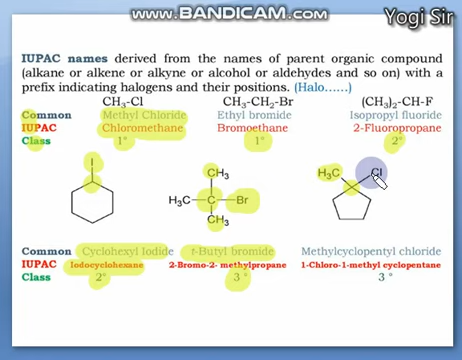 www.BANDICAM.com
Yogi Sir
IUPAC names derived from the names of parent organic compound
(alkane or alkene or alkyne or alcohol or aldehydes and so on) with a
prefix indicating halogens and their positions. (Halo......)
CH3-Cl CH3-CH2-Br (CH3)2-CH-F
Common Methyl Chloride Ethyl bromide Isopropyl fluoride
IUPAC Chloromethane Bromoethane 2-Fluoropropane
Class 1° 1° 2°
I CH3 H3C Cl
H3C C Br
CH3
Common Cyclohexyl Iodide t-Butyl bromide Methylcyclopentyl chloride
IUPAC Iodocyclohexane 2-Bromo-2- methylpropane 1-Chloro-1-methyl cyclopentane
Class 2° 3° 3°